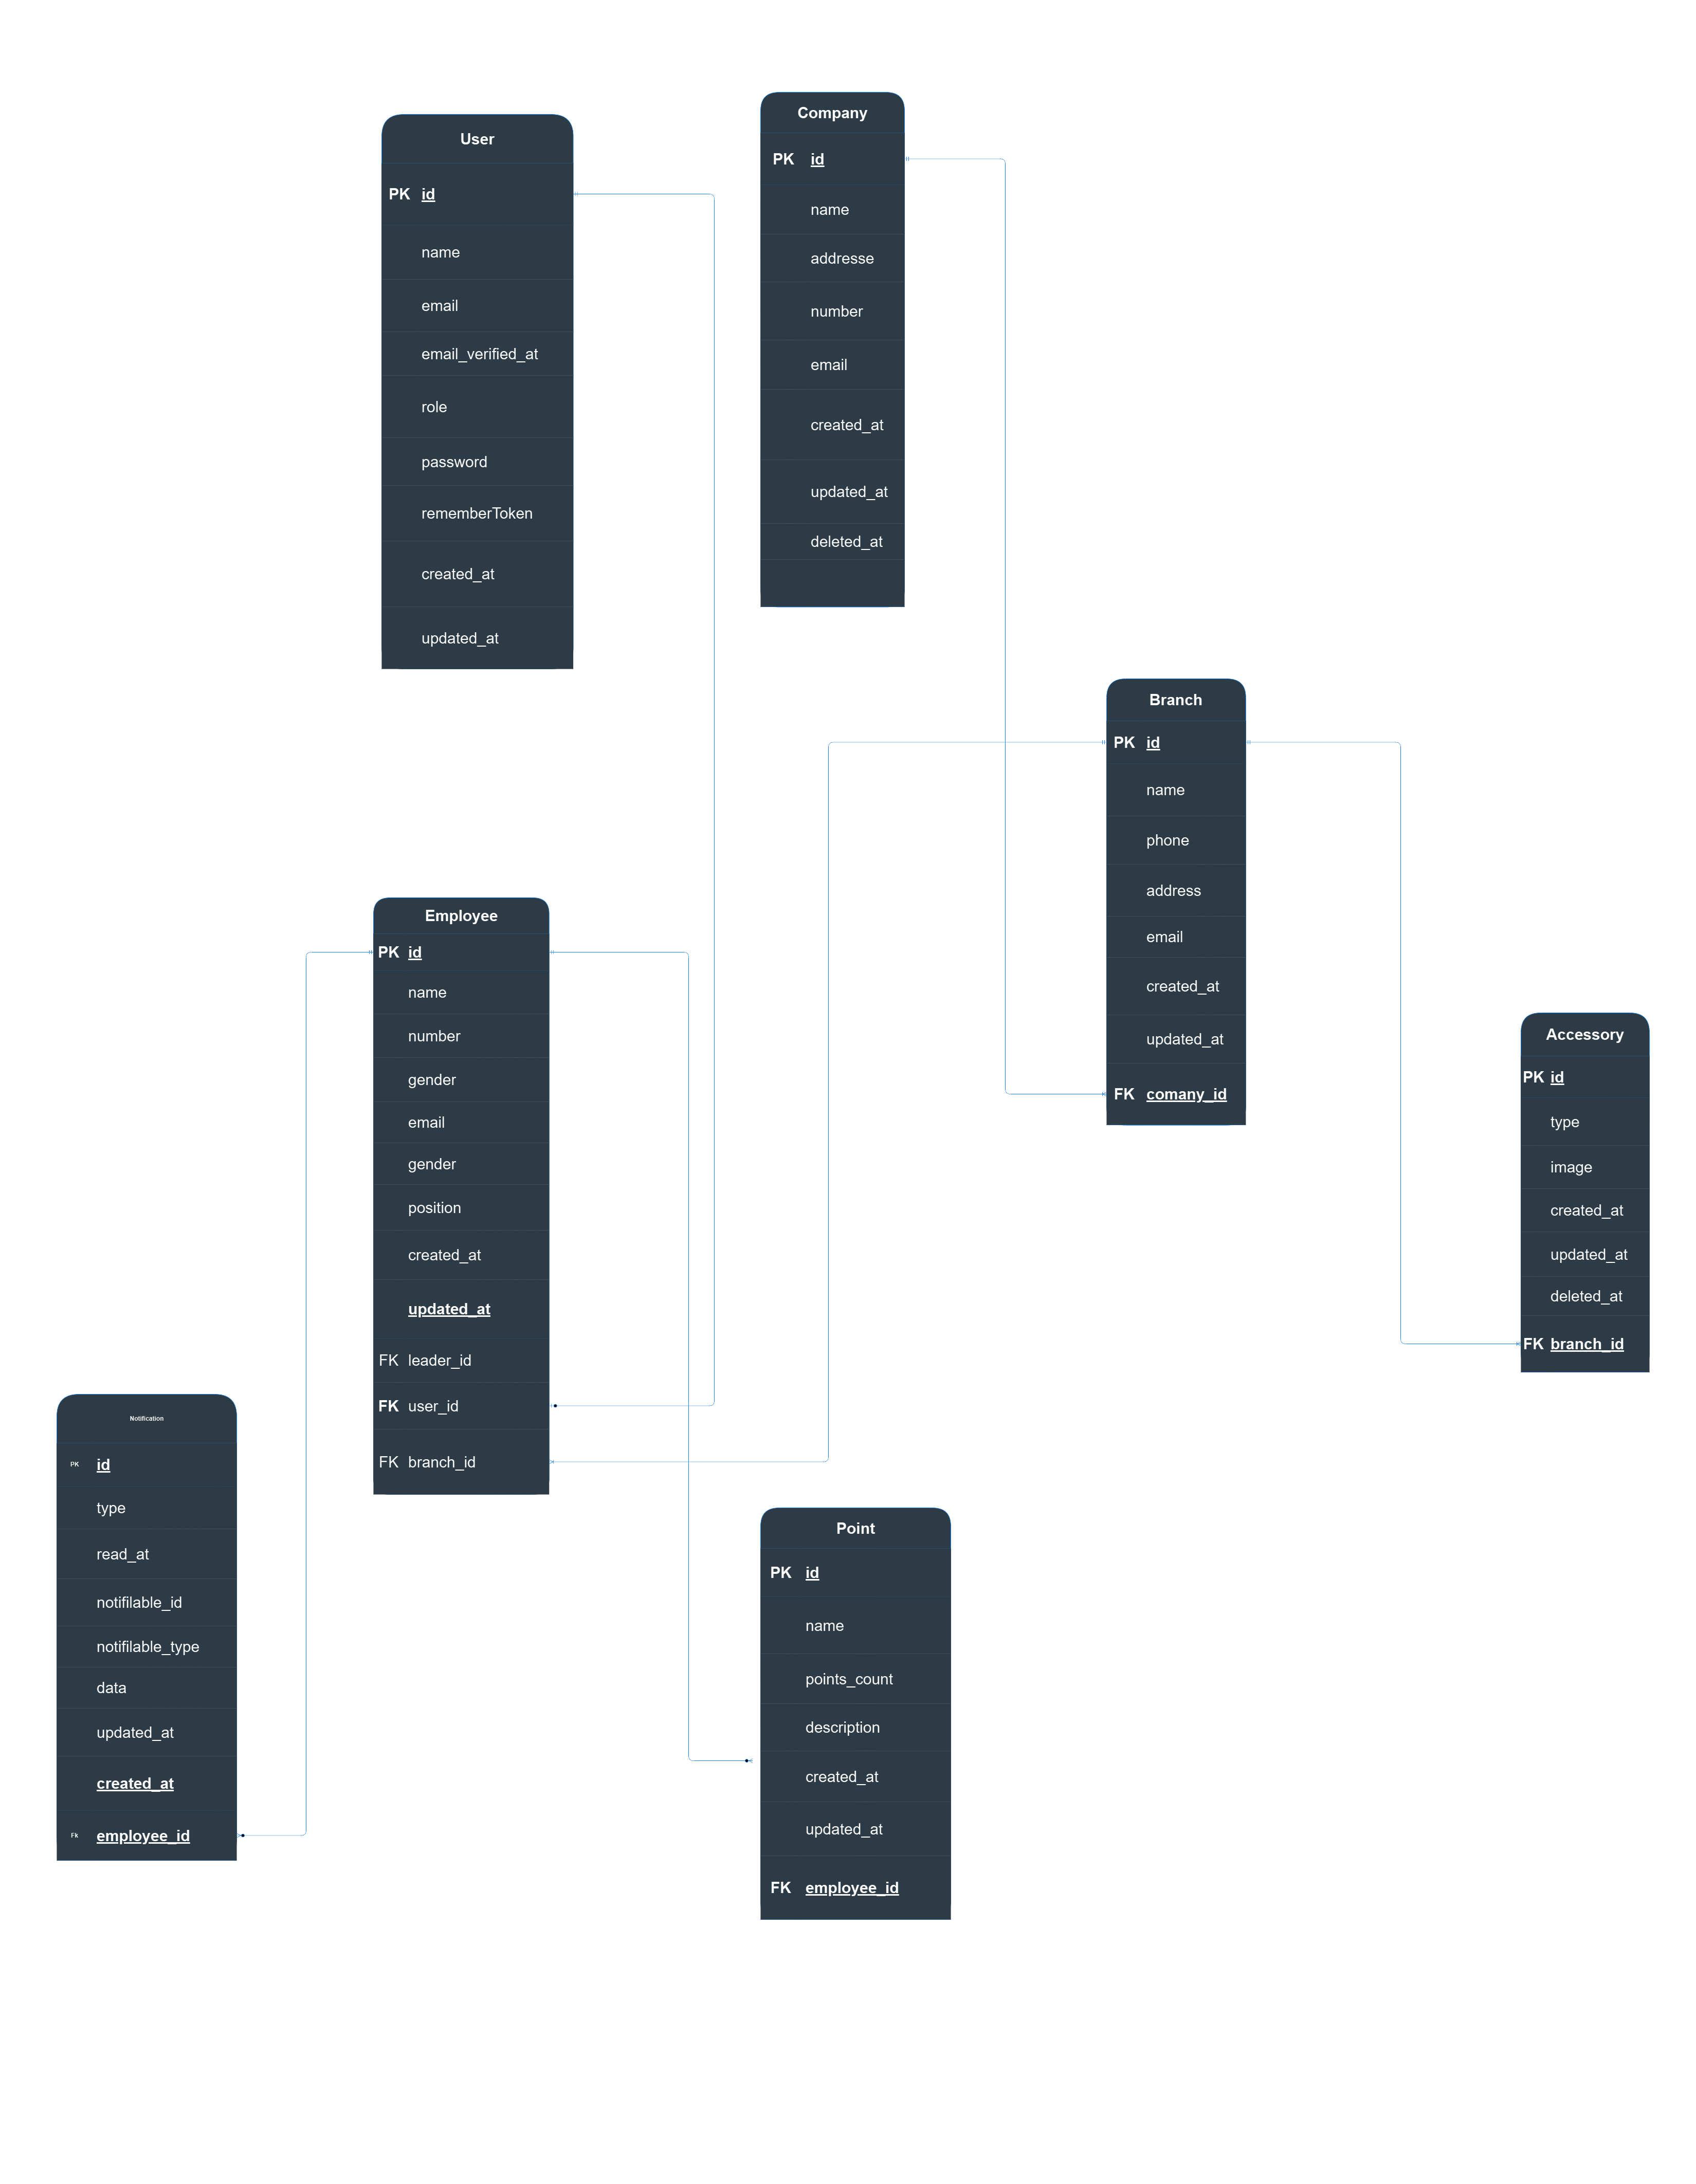 User
PK id
name
email
email_verified_at
role
password
rememberToken
created_at
updated_at
Company
PK id
name
addresse
number
email
created_at
updated_at
deleted_at
Branch
PK id
name
phone
address
email
created_at
updated_at
FK comany_id
Employee
PK id
name
number
gender
email
gender
position
created_at
updated_at
FK leader_id
FK user_id
FK branch_id
Accessory
PK id
type
image
created_at
updated_at
deleted_at
FK branch_id
Notification
PK id
type
read_at
notifilable_id
notifilable_type
data
updated_at
created_at
Fk employee_id
Point
PK id
name
points_count
description
created_at
updated_at
FK employee_id